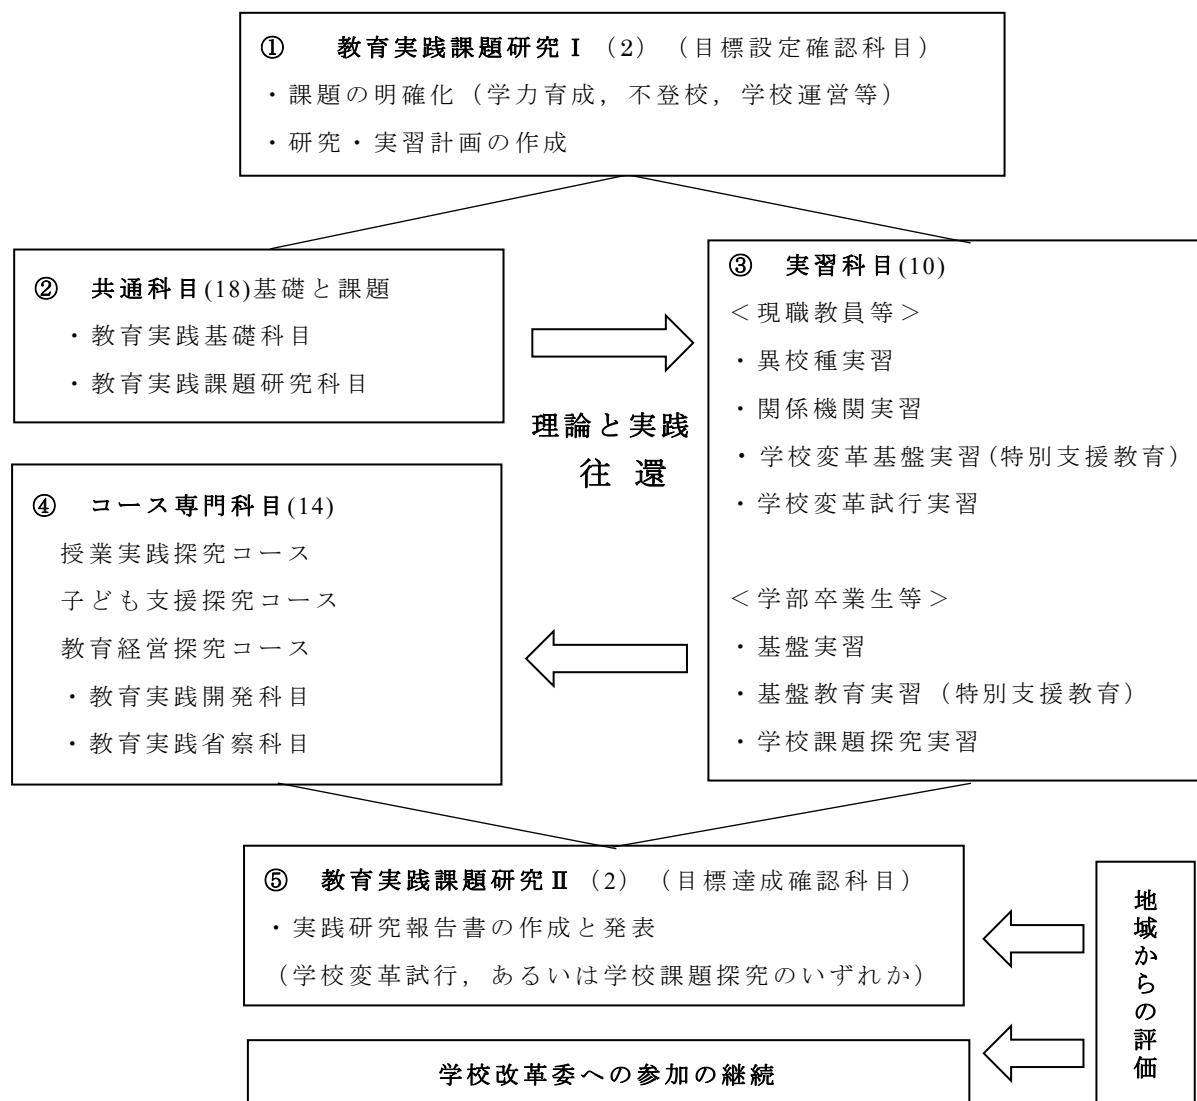 ① 教育実践課題研究Ⅰ（2）（目標設定確認科目）
・課題の明確化（学力育成，不登校，学校運営等）
・研究・実習計画の作成
② 共通科目(18)基礎と課題
・教育実践基礎科目
・教育実践課題研究科目
③ 実習科目(10)
＜現職教員等＞
・異校種実習
・関係機関実習
・学校変革基盤実習(特別支援教育）
・学校変革試行実習
＜学部卒業生等＞
・基盤実習
・基盤教育実習（特別支援教育）
・学校課題探究実習
理論と実践
往 還
④ コース専門科目(14)
授業実践探究コース
子ども支援探究コース
教育経営探究コース
・教育実践開発科目
・教育実践省察科目
⑤ 教育実践課題研究Ⅱ（2）（目標達成確認科目）
・実践研究報告書の作成と発表
（学校変革試行，あるいは学校課題探究のいずれか）
地域からの評価
学校改革委への参加の継続